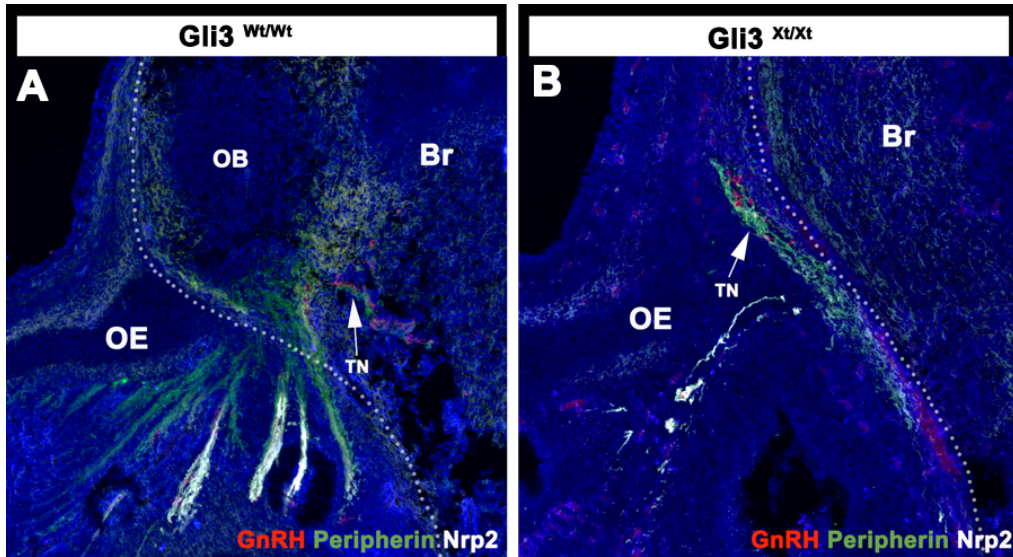 Gli3 Wt/Wt
A
OB
Br
TN
OE
GnRH Peripherin Nrp2
Gli3 Xt/Xt
B
Br
TN
OE
GnRH Peripherin Nrp2